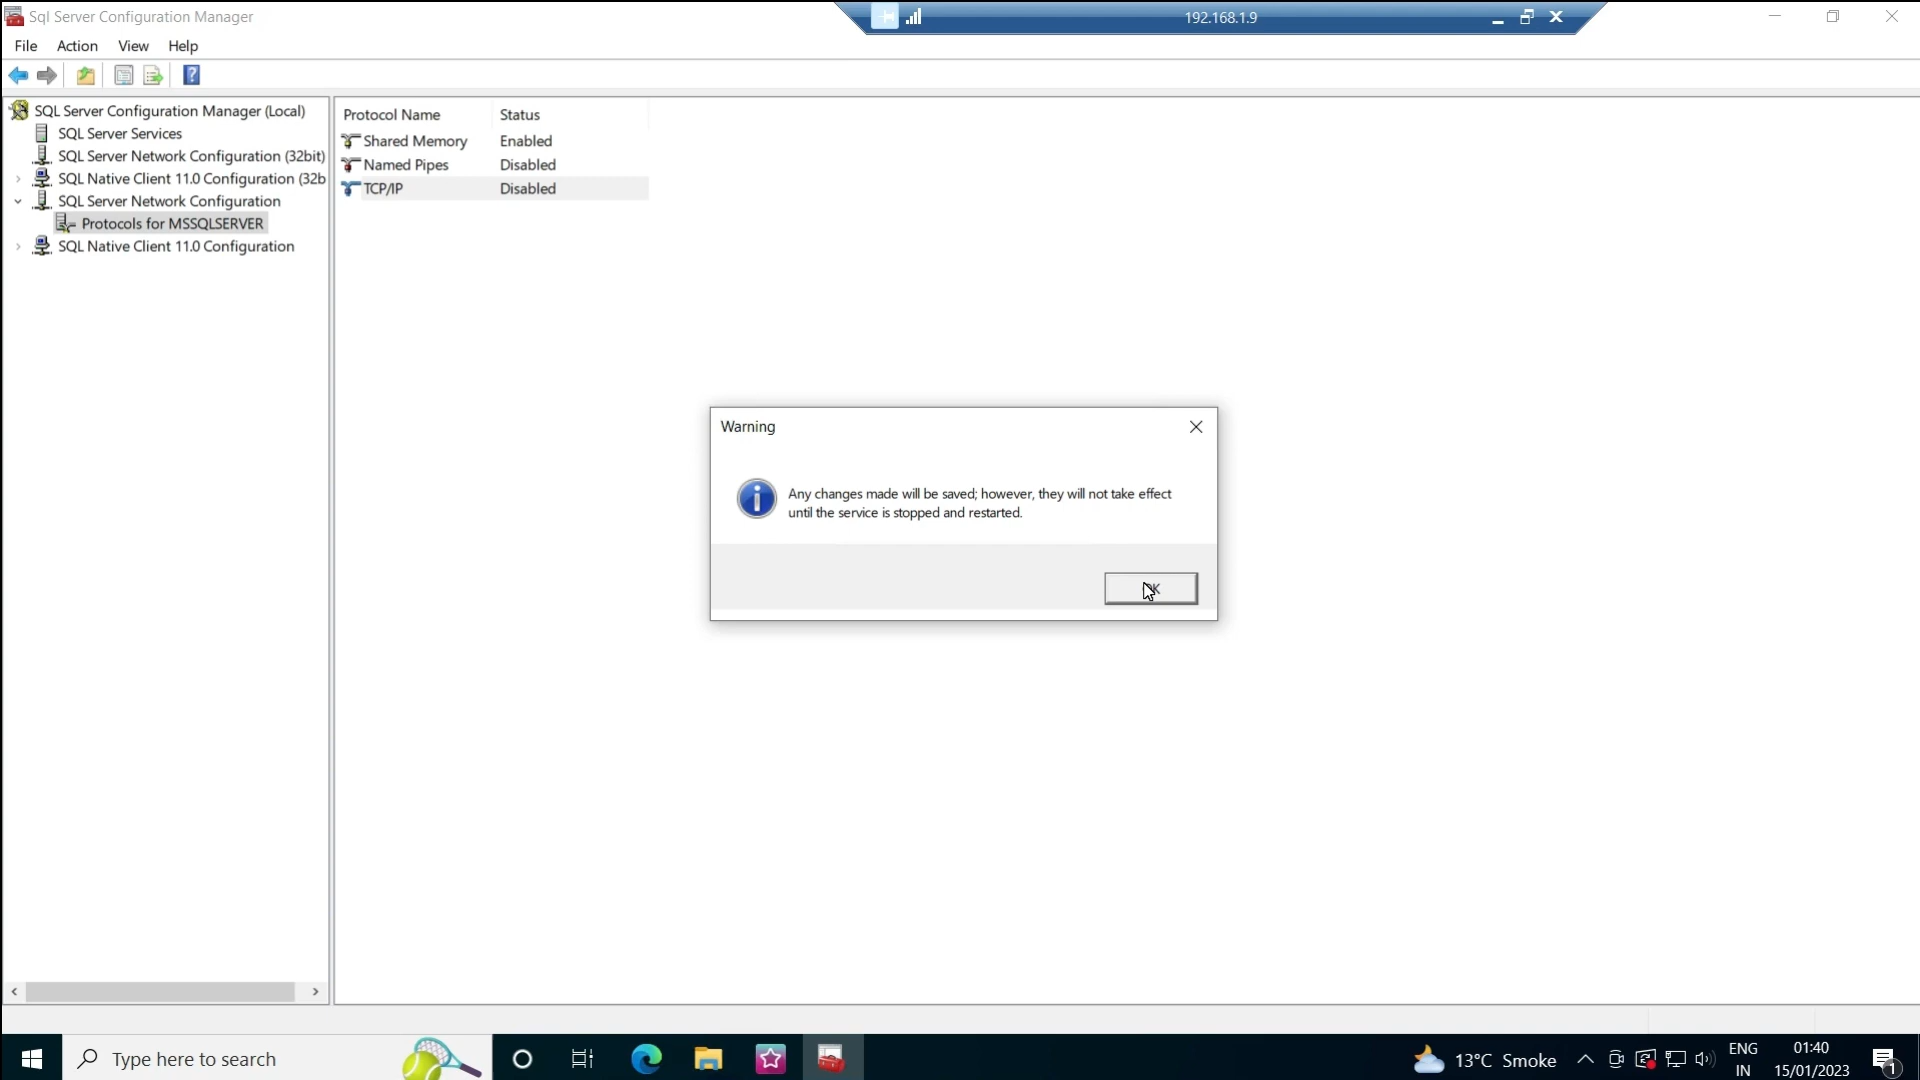 Sql Server Configuration Manager
192.168.1.9
File Action View Help
SQL Server Configuration Manager (Local)
SQL Server Services
SQL Server Network Configuration (32bit)
SQL Native Client 11.0 Configuration (32b
SQL Server Network Configuration
Protocols for MSSQLSERVER
SQL Native Client 11.0 Configuration
Protocol Name Status
Shared Memory Enabled
Named Pipes Disabled
TCP/IP Disabled
Warning
Any changes made will be saved; however, they will not take effect
until the service is stopped and restarted.
Type here to search
13°C Smoke
ENG
IN
01:40
15/01/2023
1